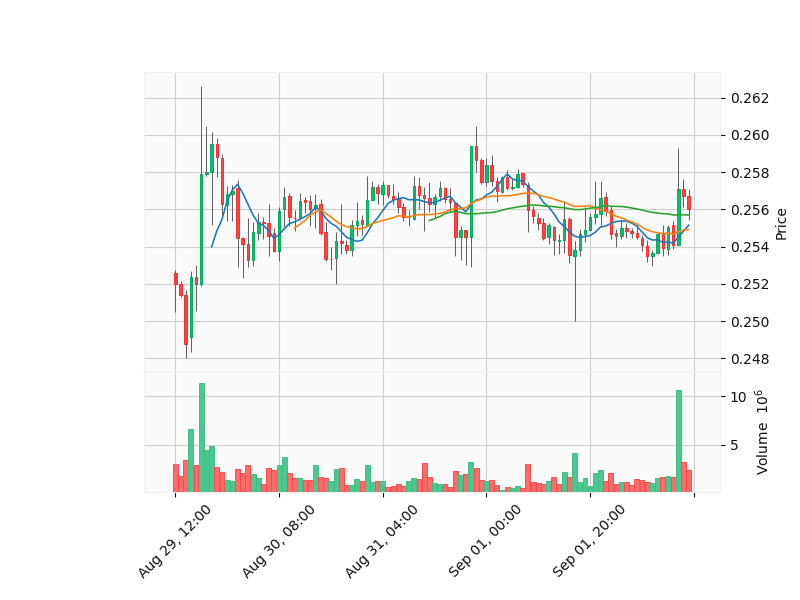 0.262
0.260
0.258
0.256
0.254
0.252
0.250
0.248
Price
10
5
Volume 10⁶
Aug 29, 12:00
Aug 30, 08:00
Aug 31, 04:00
Sep 01, 00:00
Sep 01, 20:00